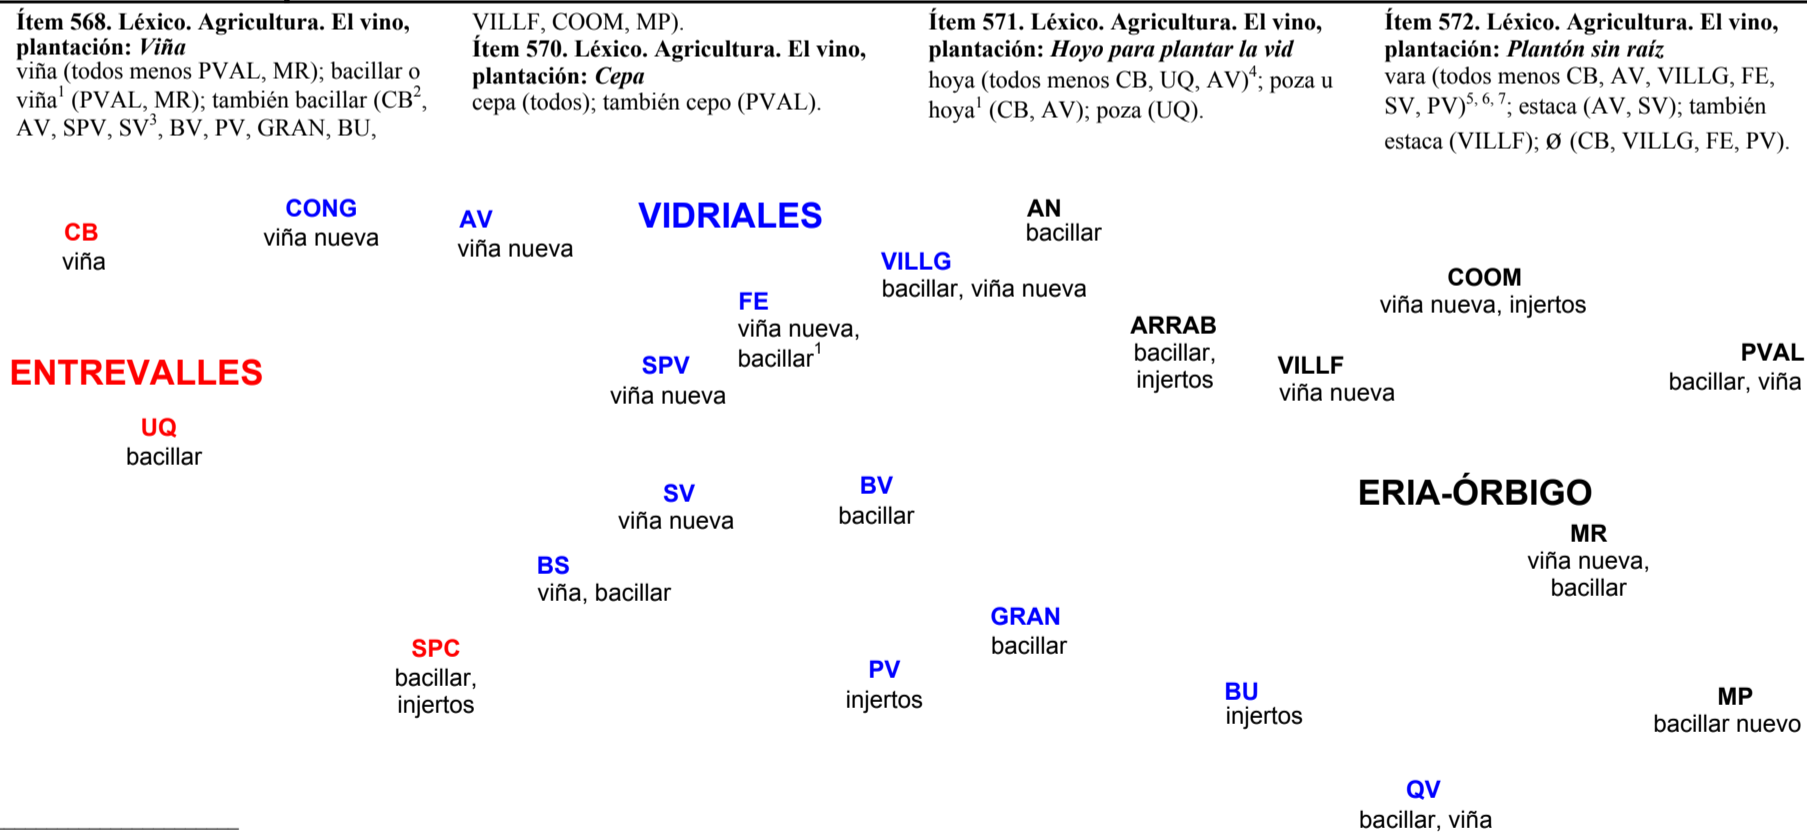 Ítem 568. Léxico. Agricultura. El vino,
plantación: Viña
viña (todos menos PVAL, MR); bacillar o
viña¹ (PVAL, MR); también bacillar (CB²,
AV, SPV, SV³, BV, PV, GRAN, BU,
VILLF, COOM, MP).
Ítem 570. Léxico. Agricultura. El vino,
plantación: Cepa
cepa (todos); también cepo (PVAL).
Ítem 571. Léxico. Agricultura. El vino,
plantación: Hoyo para plantar la vid
hoya (todos menos CB, UQ, AV)⁴; poza u
hoya¹ (CB, AV); poza (UQ).
Ítem 572. Léxico. Agricultura. El vino,
plantación: Plantón sin raíz
vara (todos menos CB, AV, VILLG, FE,
SV, PV)⁵, ⁶, ⁷; estaca (AV, SV); también
estaca (VILLF); Ø (CB, VILLG, FE, PV).
CB
viña
CONG
viña nueva
AV
viña nueva
VIDRIALES
AN
bacillar
VILLG
bacillar, viña nueva
COOM
viña nueva, injertos
FE
viña nueva,
bacillar¹
ARRAB
bacillar,
injertos
ENTREVALLES
SPV
viña nueva
VILLF
viña nueva
PVAL
bacillar, viña
UQ
bacillar
SV
viña nueva
BV
bacillar
ERIA-ÓRBIGO
MR
viña nueva,
bacillar
BS
viña, bacillar
GRAN
bacillar
SPC
bacillar,
injertos
PV
injertos
BU
injertos
MP
bacillar nuevo
QV
bacillar, viña